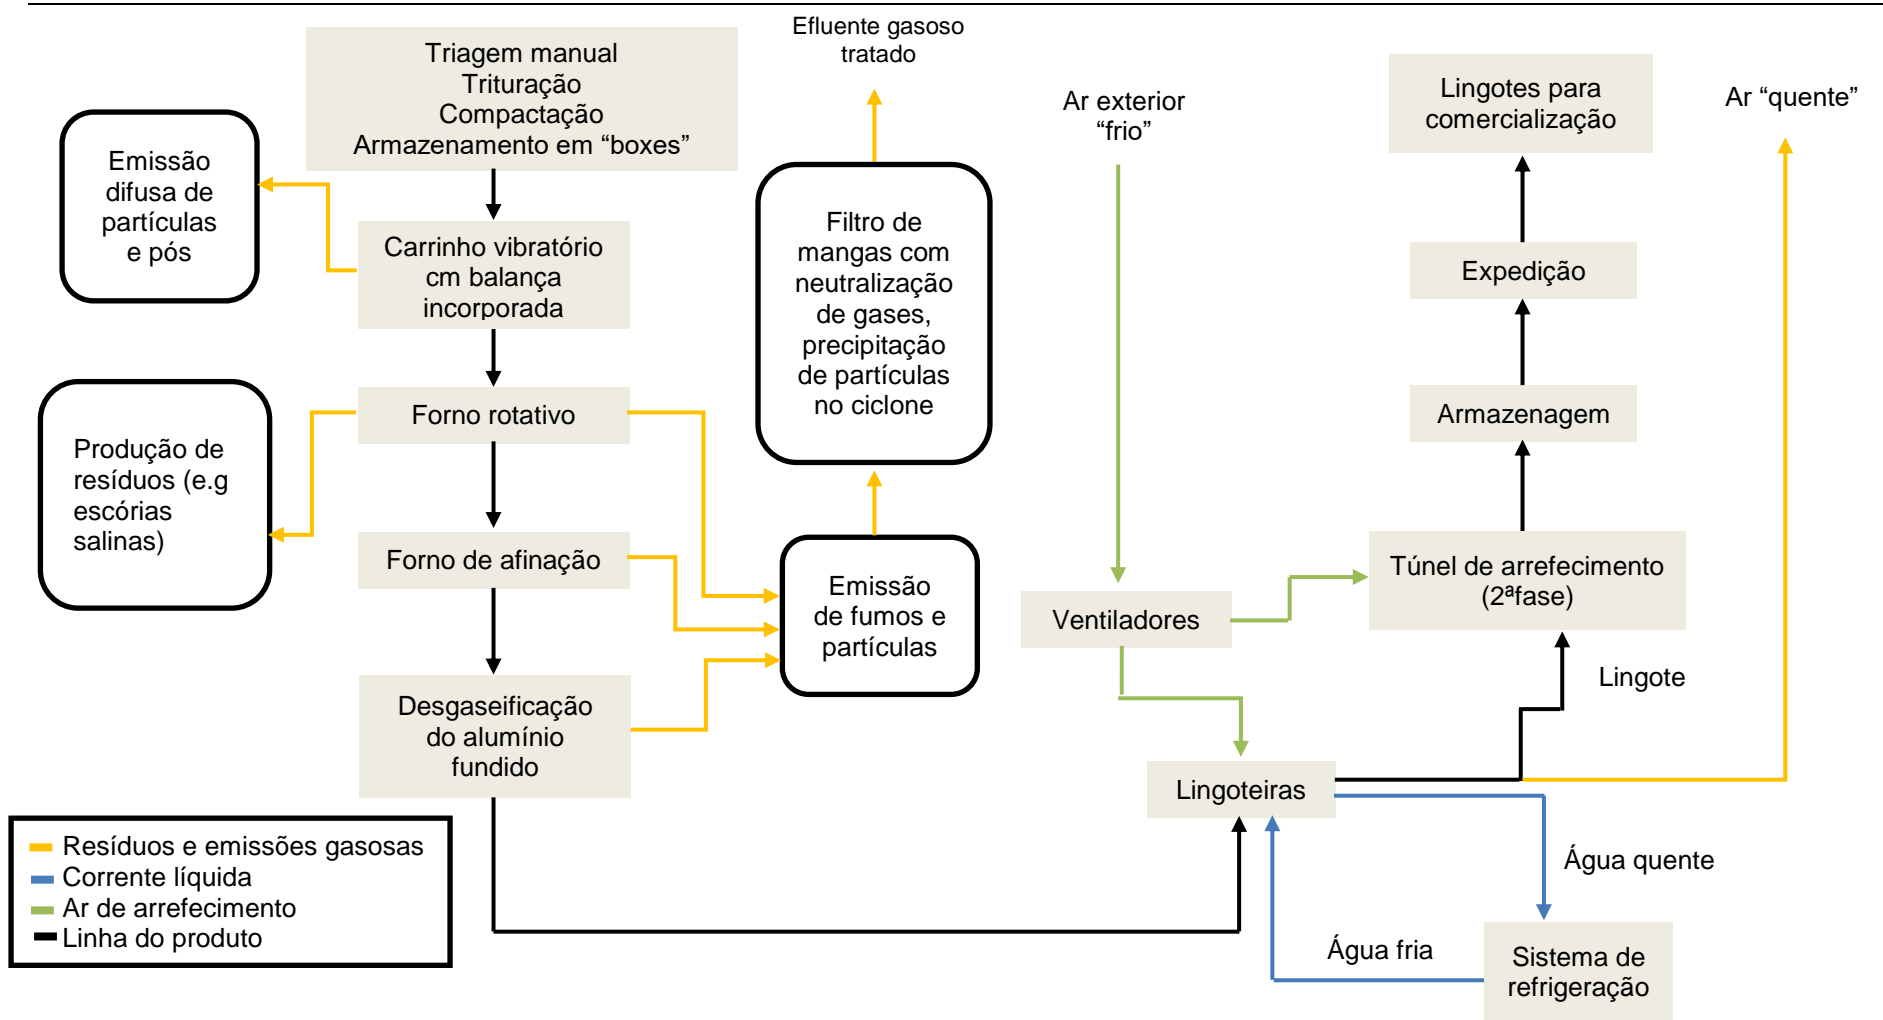 Triagem manual
Trituração
Compactação
Armazenamento em “boxes”
Emissão
difusa de
partículas
e pós
Carrinho vibratório
cm balança
incorporada
Forno rotativo
Produção de
resíduos (e.g
escórias
salinas)
Forno de afinação
Desgaseificação
do alumínio
fundido
Efluente gasoso
tratado
Filtro de
mangas com
neutralização
de gases,
precipitação
de partículas
no ciclone
Emissão
de fumos e
partículas
Ar exterior
“frio”
Ventiladores
Lingoteiras
Lingotes para
comercialização
Expedição
Armazenagem
Túnel de arrefecimento
(2ªfase)
Lingote
Ar “quente”
Água quente
Água fria
Sistema de
refrigeração
Resíduos e emissões gasosas
Corrente líquida
Ar de arrefecimento
Linha do produto